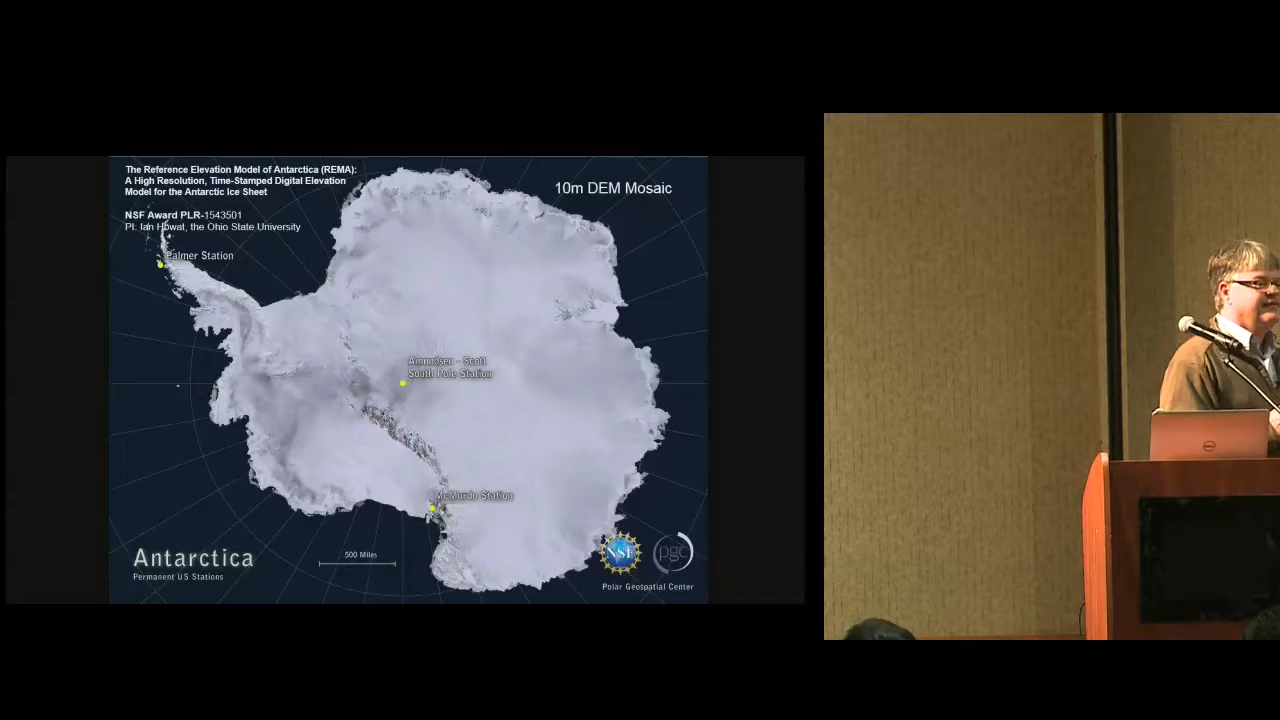 The Reference Elevation Model of Antarctica (REMA):
A High Resolution, Time-Stamped Digital Elevation
Model for the Antarctic Ice Sheet
NSF Award PLR-1543501
PI: Ian Howat, the Ohio State University
10m DEM Mosaic
Palmer Station
Amundsen - Scott
South Pole Station
McMurdo Station
Antarctica
Permanent US Stations
500 Miles
NSF
pgc
Polar Geospatial Center
DELL